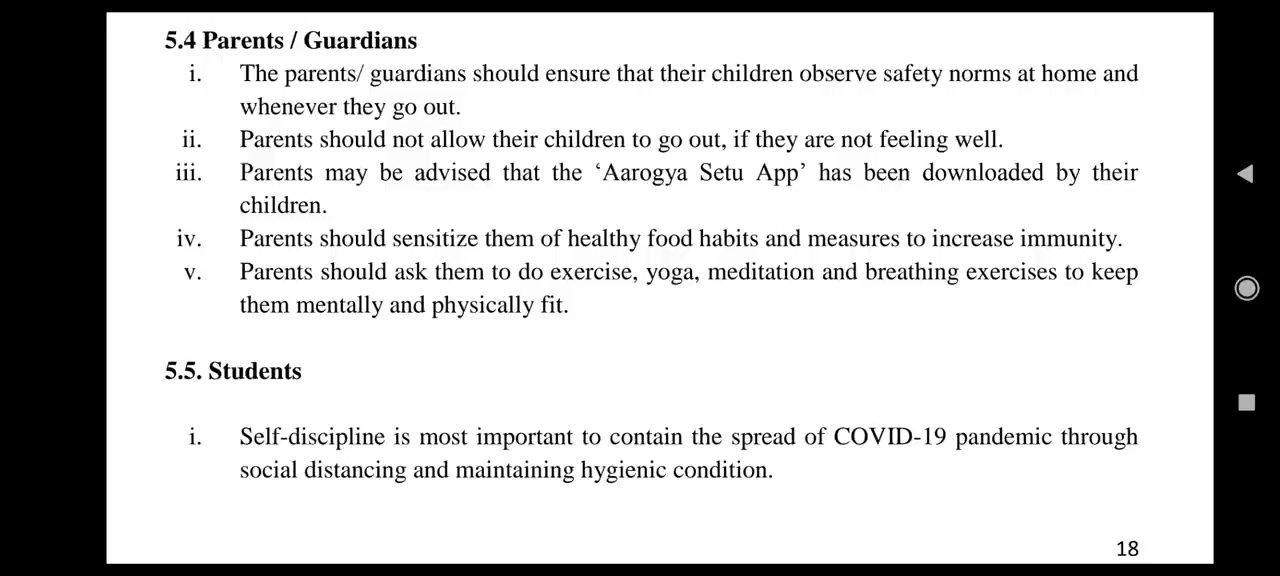 5.4 Parents / Guardians
i. The parents/ guardians should ensure that their children observe safety norms at home and
whenever they go out.
ii. Parents should not allow their children to go out, if they are not feeling well.
iii. Parents may be advised that the ‘Aarogya Setu App’ has been downloaded by their
children.
iv. Parents should sensitize them of healthy food habits and measures to increase immunity.
v. Parents should ask them to do exercise, yoga, meditation and breathing exercises to keep
them mentally and physically fit.
5.5. Students
i. Self-discipline is most important to contain the spread of COVID-19 pandemic through
social distancing and maintaining hygienic condition.
18